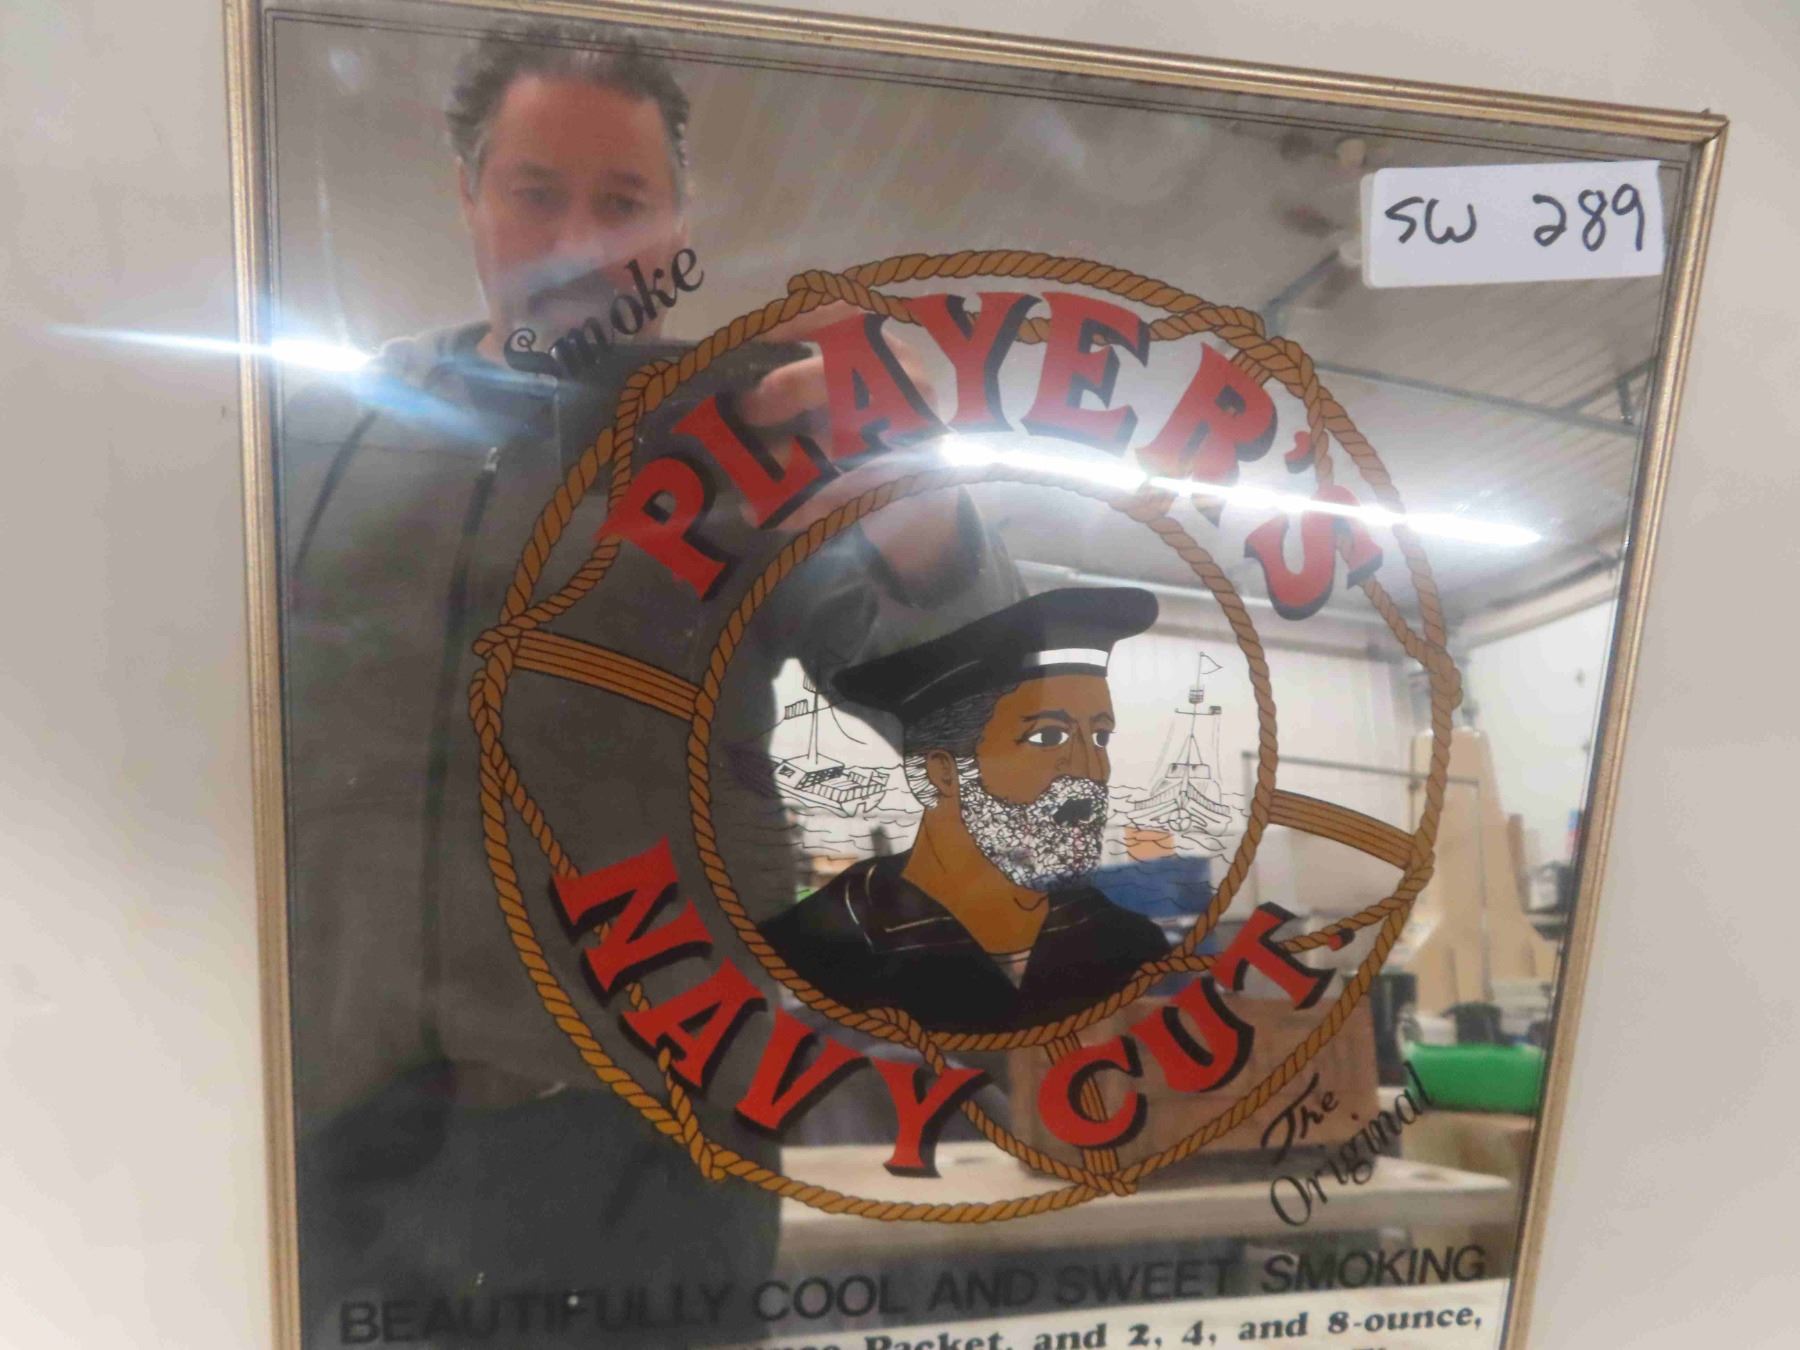 SW 289
Smoke
PLAYER'S
NAVY CUT.
The
Original
BEAUTIFULLY COOL AND SWEET SMOKING
Packet, and 2, 4, and 8-ounce,